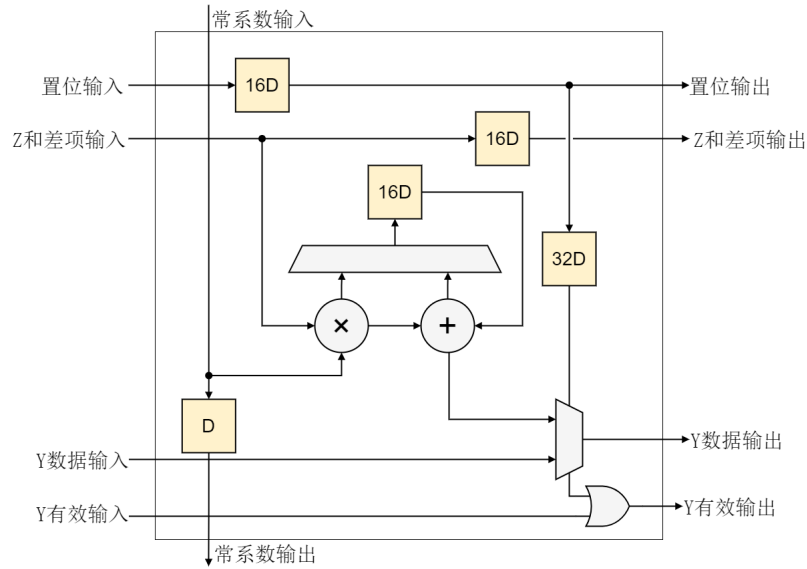 常系数输入
置位输入
16D
置位输出
Z和差项输入
16D
Z和差项输出
16D
32D
×
+
D
Y数据输入
Y数据输出
Y有效输入
Y有效输出
常系数输出